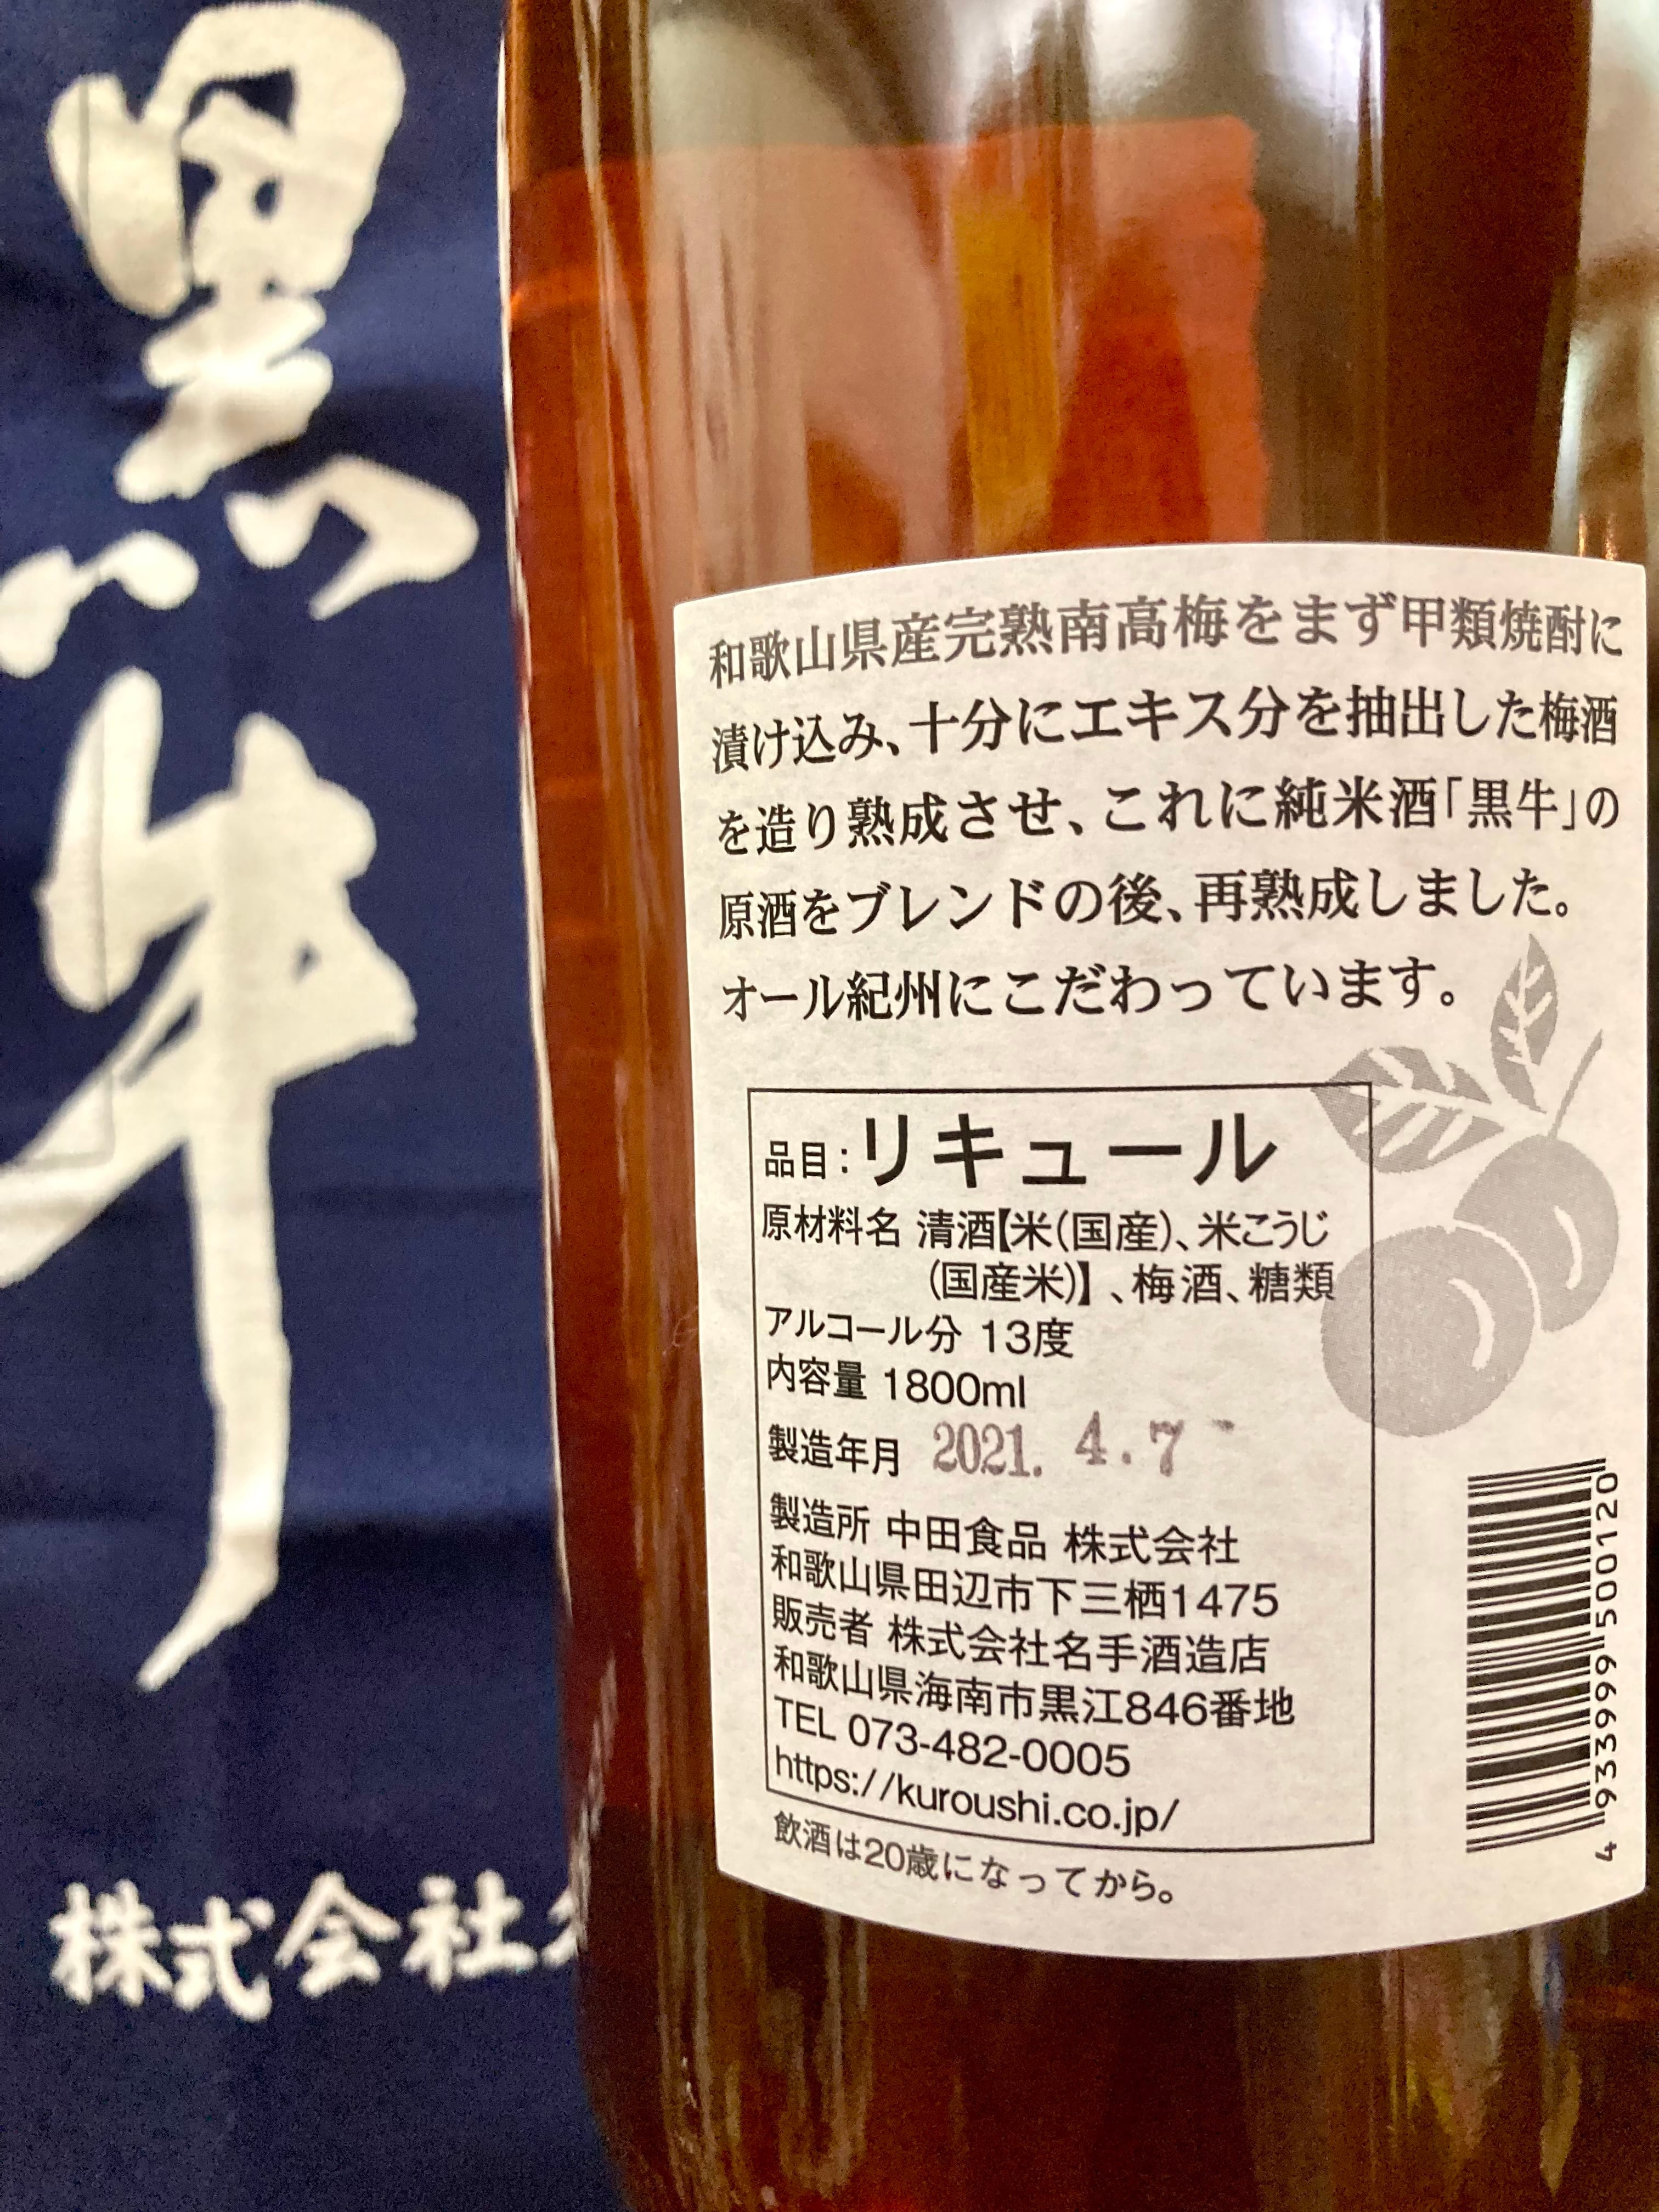 黒牛
株式会社
和歌山県産完熟南高梅をまず甲類焼酎に
漬け込み、十分にエキス分を抽出した梅酒
を造り熟成させ、これに純米酒「黒牛」の
原酒をブレンドの後、再熟成しました。
オール紀州にこだわっています。
品目:リキュール
原材料名 清酒【米(国産)、米こうじ
(国産米)】、梅酒、糖類
アルコール分 13度
内容量 1800ml
製造年月 2021. 4.7
製造所 中田食品 株式会社
和歌山県田辺市下三栖1475
販売者 株式会社名手酒造店
和歌山県海南市黒江846番地
TEL 073-482-0005
https://kuroushi.co.jp/
飲酒は20歳になってから。
4 933999 500120